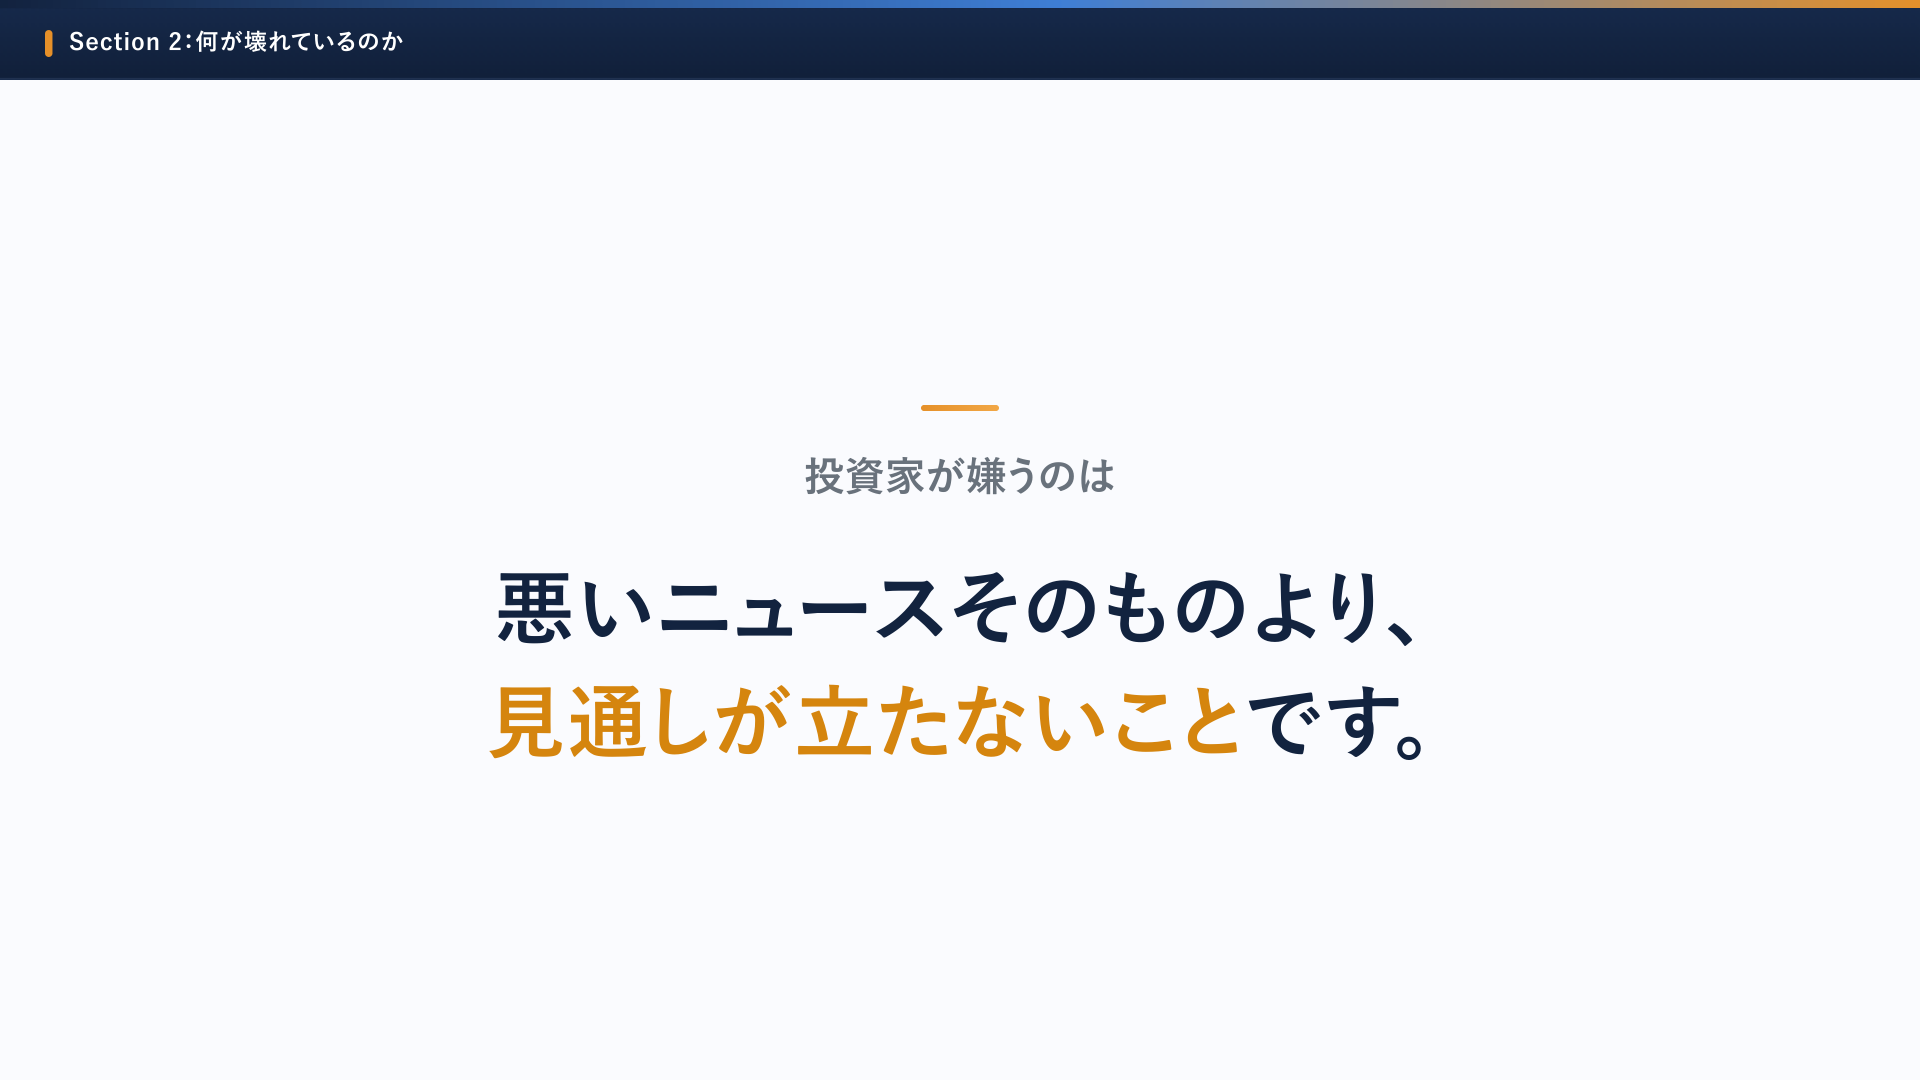 Section 2：何が壊れているのか
投資家が嫌うのは
悪いニュースそのものより、
見通しが立たないことです。